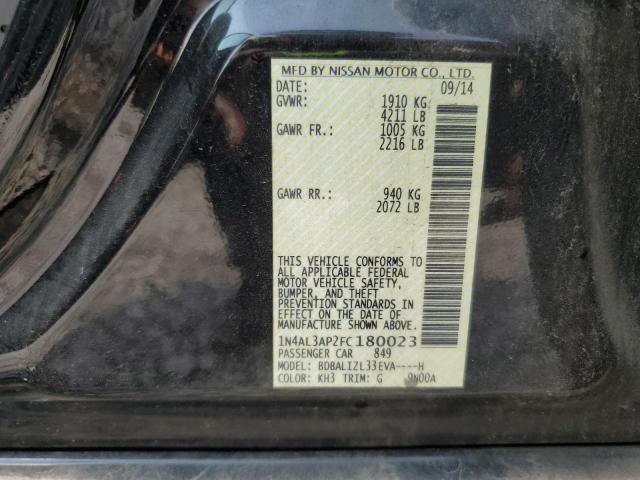 MFD BY NISSAN MOTOR CO., LTD.
DATE: 09/14
GVWR: 1910 KG
4211 LB
GAWR FR.: 1005 KG
2216 LB
GAWR RR.: 940 KG
2072 LB
THIS VEHICLE CONFORMS TO
ALL APPLICABLE FEDERAL
MOTOR VEHICLE SAFETY,
BUMPER, AND THEFT
PREVENTION STANDARDS IN
EFFECT ON THE DATE OF
MANUFACTURE SHOWN ABOVE.
1N4AL3AP2FC180023
PASSENGER CAR 849
MODEL: BDBALIZL33EVA----H
COLOR: KH3 TRIM: G 9N00A